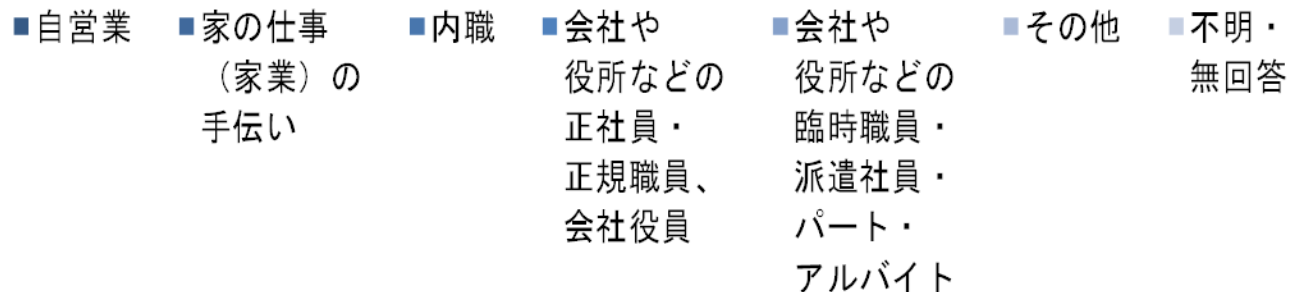 ■自営業
■家の仕事
（家業）の
手伝い
■内職
■会社や
役所などの
正社員・
正規職員、
会社役員
■会社や
役所などの
臨時職員・
派遣社員・
パート・
アルバイト
■その他
■不明・
無回答